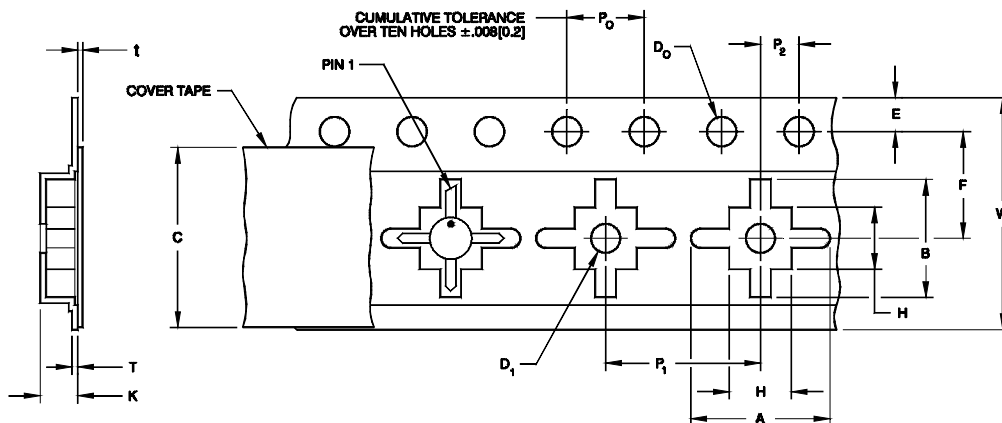 CUMULATIVE TOLERANCE
OVER TEN HOLES ±.008[0.2]
P₀
D₀
P₂
t
PIN 1
COVER TAPE
E
F
W
C
B
H
D₁
P₁
H
A
T
K